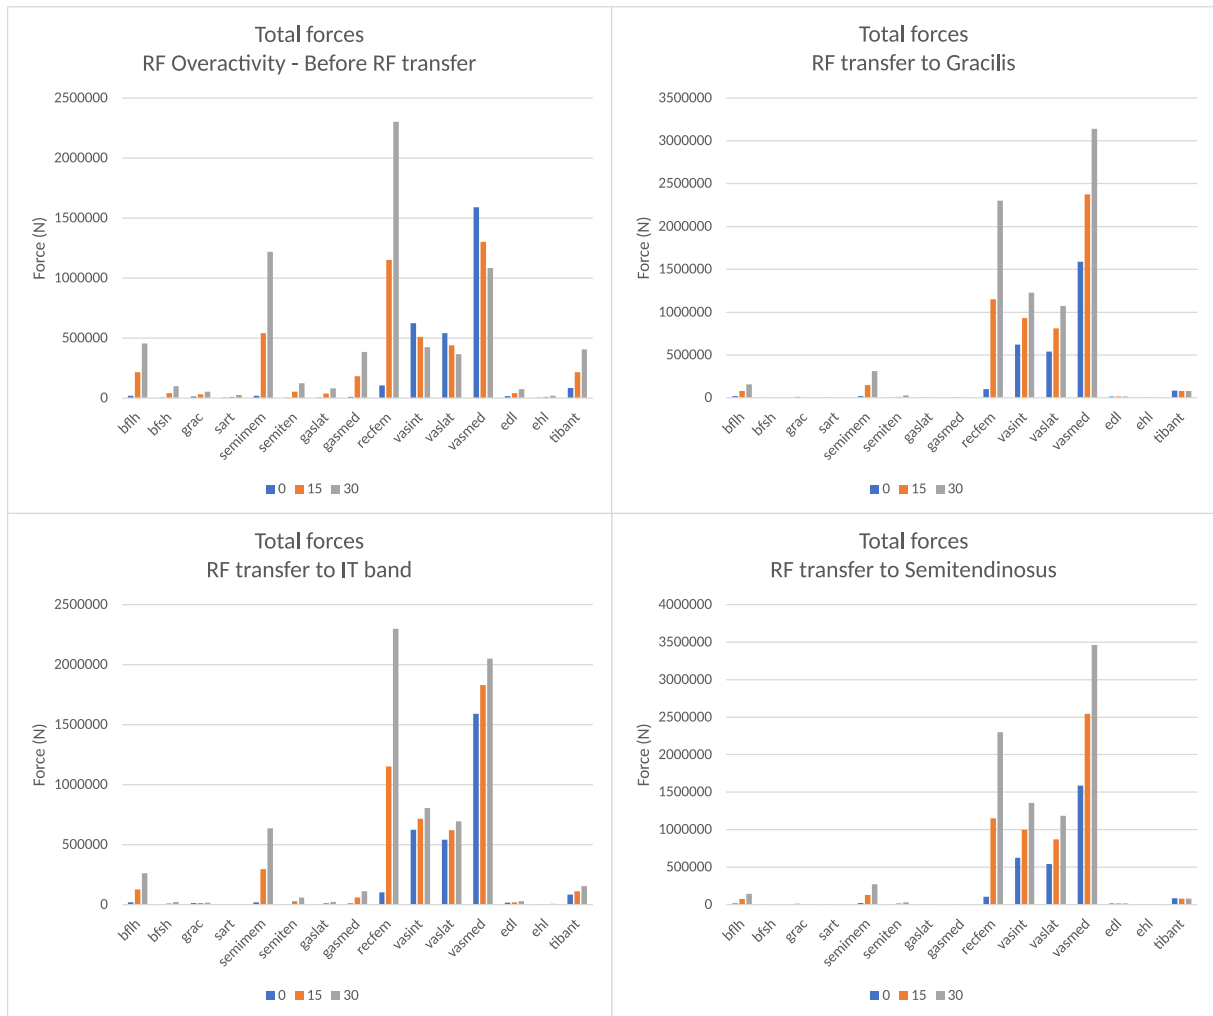 Total forces
RF Overactivity - Before RF transfer
2500000
2000000
1500000
1000000
500000
0
Force (N)
bflh
bfsh
grac
sart
semimem
semiten
gaslat
gasmed
recfem
vasint
vaslat
vasmed
edl
ehl
tibant
0 15 30
Total forces
RF transfer to Gracilis
3500000
3000000
2500000
2000000
1500000
1000000
500000
0
Force (N)
bflh
bfsh
grac
sart
semimem
semiten
gaslat
gasmed
recfem
vasint
vaslat
vasmed
edl
ehl
tibant
0 15 30
Total forces
RF transfer to IT band
2500000
2000000
1500000
1000000
500000
0
Force (N)
bflh
bfsh
grac
sart
semimem
semiten
gaslat
gasmed
recfem
vasint
vaslat
vasmed
edl
ehl
tibant
0 15 30
Total forces
RF transfer to Semitendinosus
4000000
3500000
3000000
2500000
2000000
1500000
1000000
500000
0
Force (N)
bflh
bfsh
grac
sart
semimem
semiten
gaslat
gasmed
recfem
vasint
vaslat
vasmed
edl
ehl
tibant
0 15 30